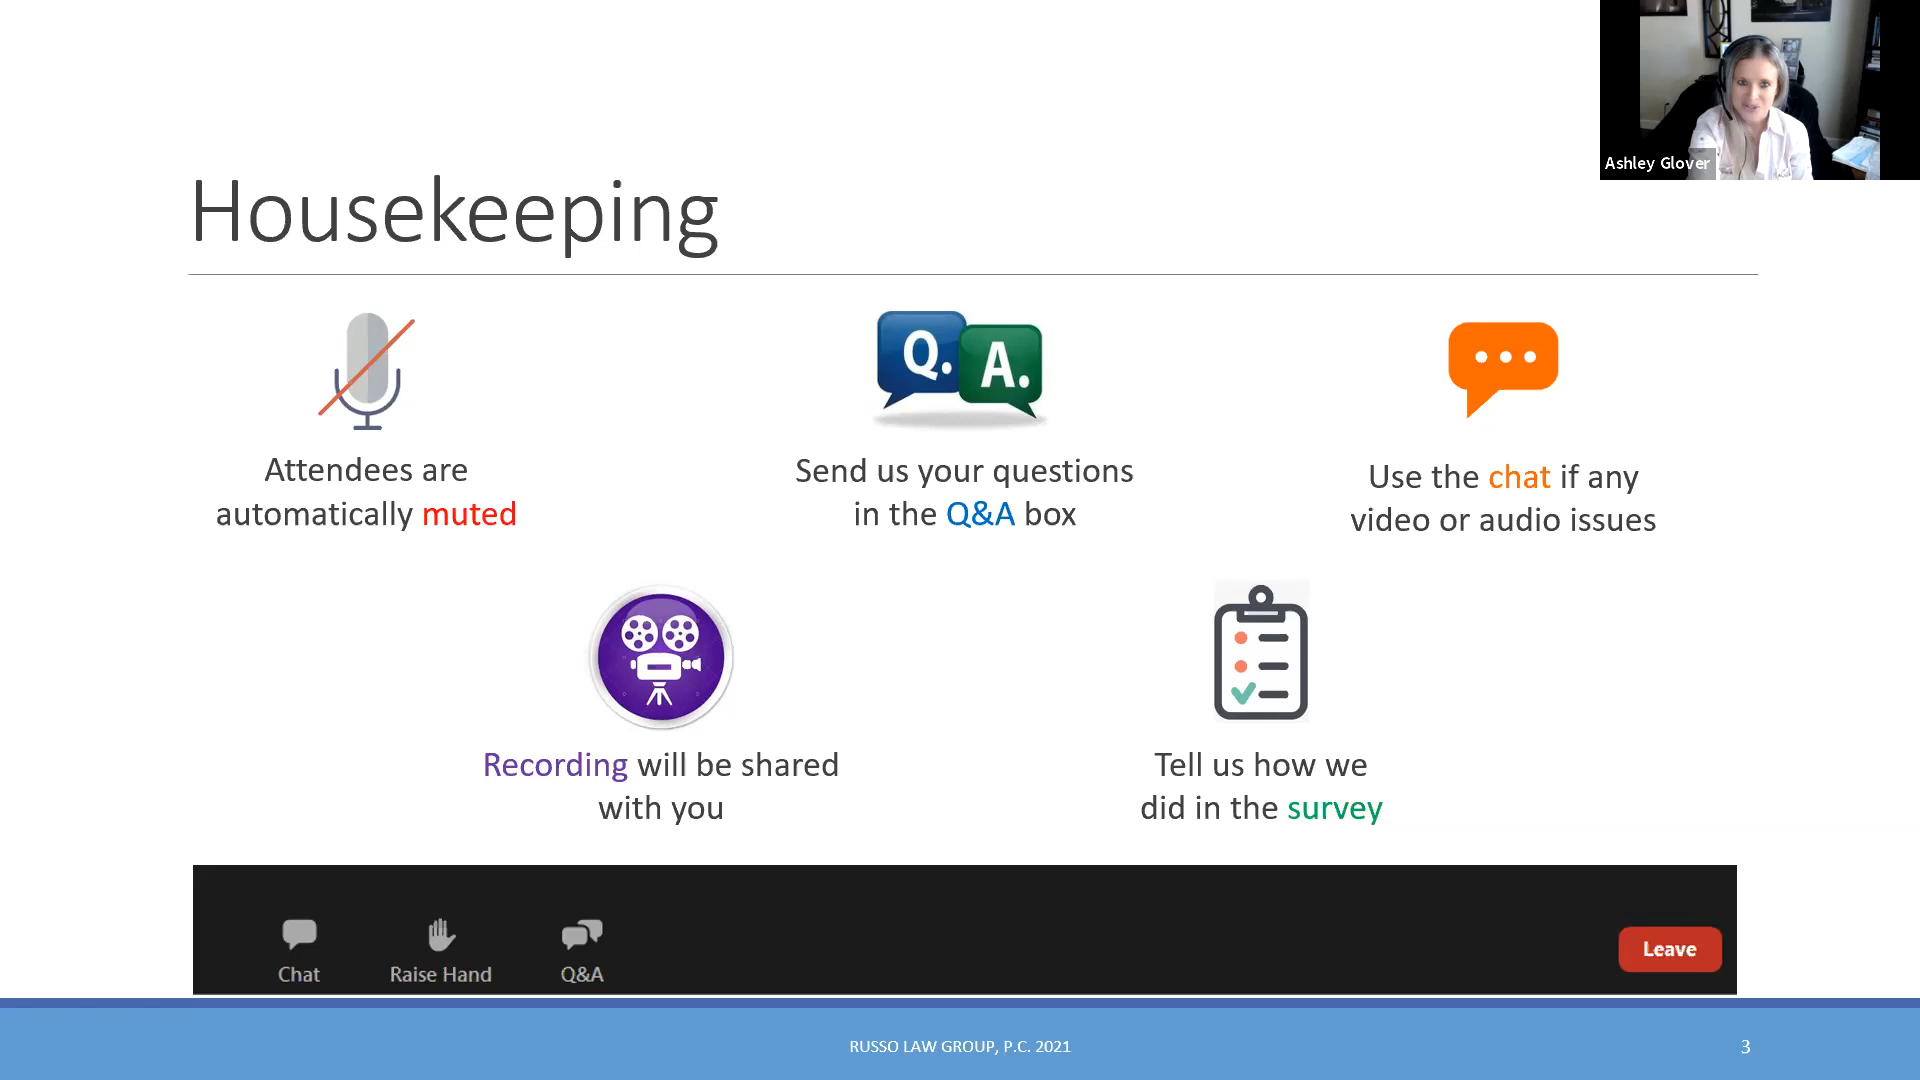 Ashley Glover
Housekeeping
Q. A.
Attendees are
automatically muted
Send us your questions
in the Q&A box
Use the chat if any
video or audio issues
Recording will be shared
with you
Tell us how we
did in the survey
Chat
Raise Hand
Q&A
Leave
RUSSO LAW GROUP, P.C. 2021
3